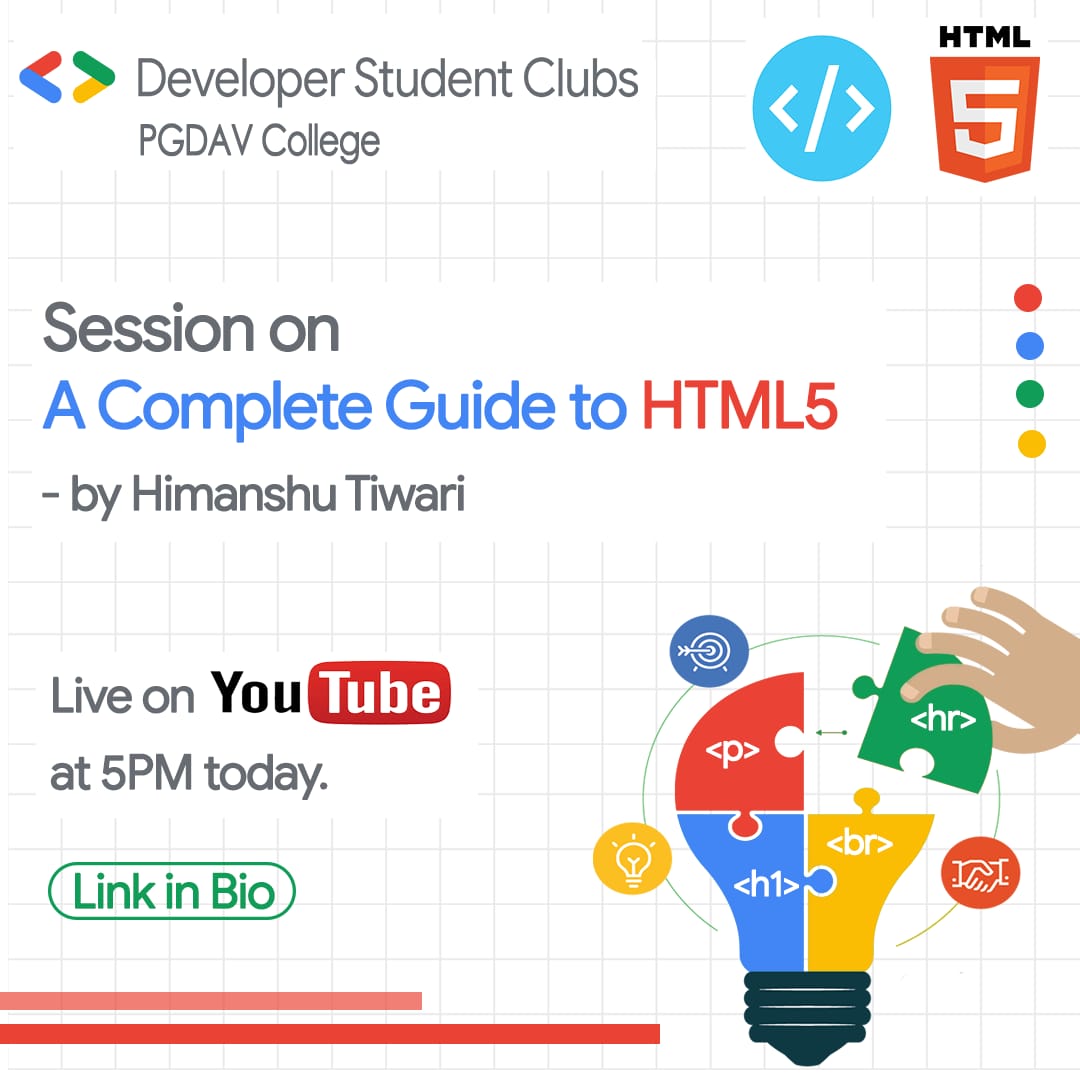 Developer Student Clubs
PGDAV College
HTML
5
Session on
A Complete Guide to HTML5
- by Himanshu Tiwari
Live on YouTube
at 5PM today.
Link in Bio
<hr>
<p>
<br>
<h1>